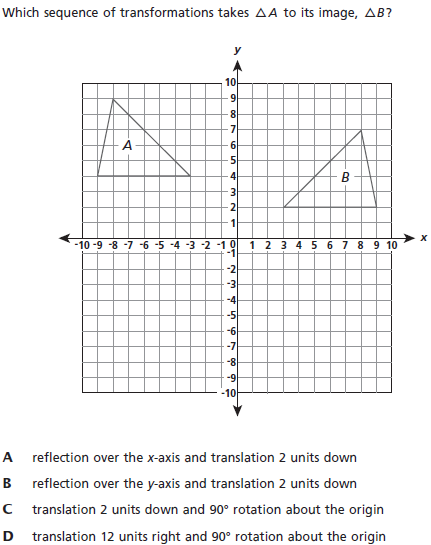 Which sequence of transformations takes △A to its image, △B?
y
10
9
8
7
A 6
5
4 B
3
2
1
-10 -9 -8 -7 -6 -5 -4 -3 -2 -1 0 1 2 3 4 5 6 7 8 9 10 x
-1
-2
-3
-4
-5
-6
-7
-8
-9
-10
A reflection over the x-axis and translation 2 units down
B reflection over the y-axis and translation 2 units down
C translation 2 units down and 90° rotation about the origin
D translation 12 units right and 90° rotation about the origin